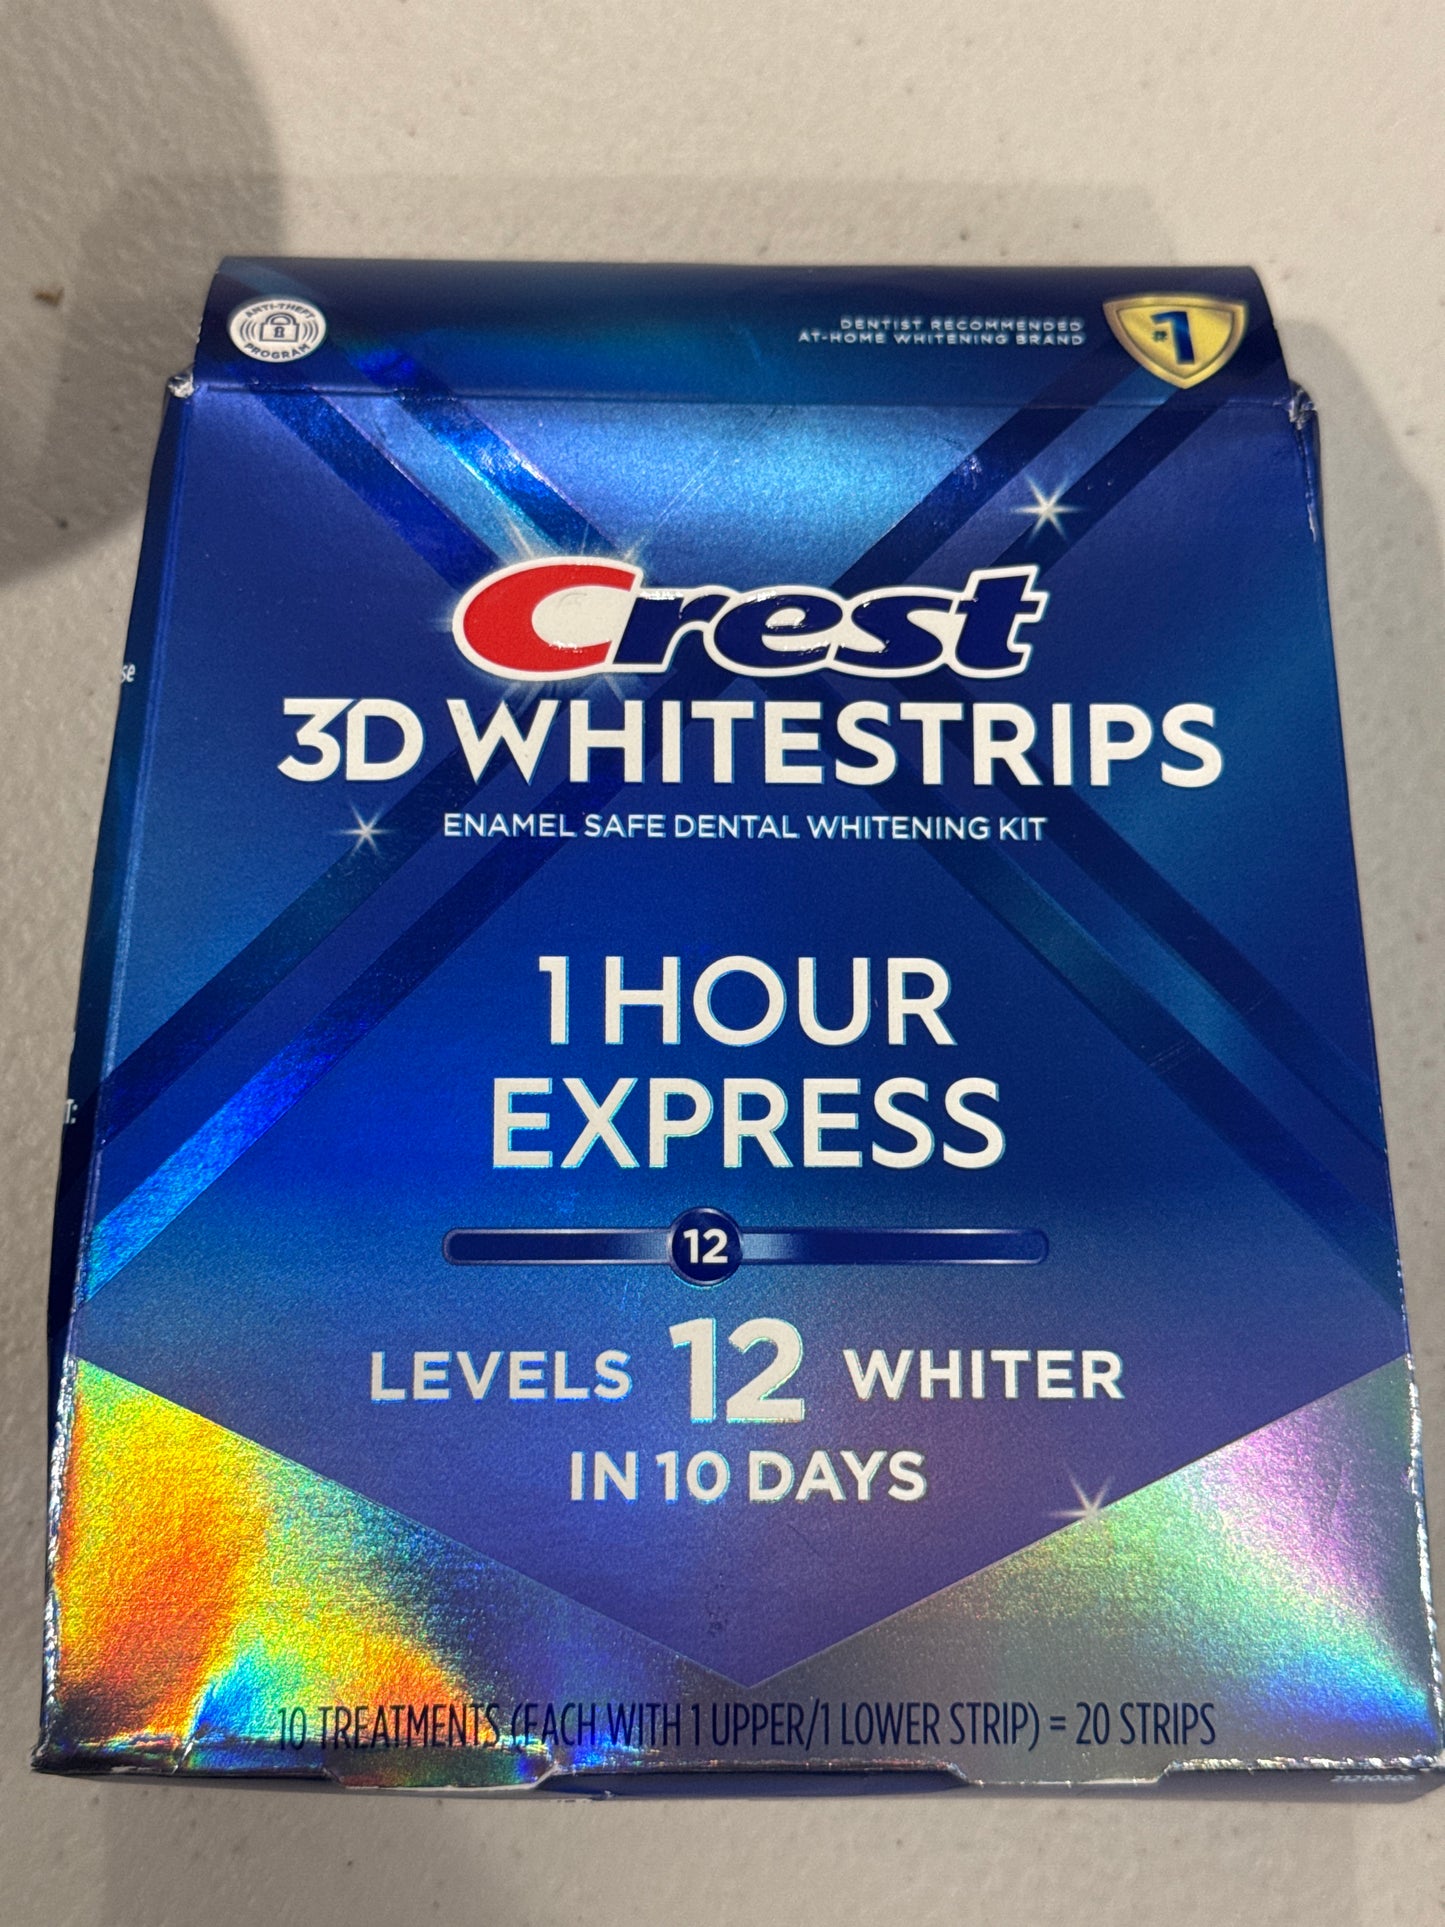 ANTI-THEFT
PROGRAM
DENTIST RECOMMENDED
AT-HOME WHITENING BRAND
#1
Crest
3D WHITESTRIPS
ENAMEL SAFE DENTAL WHITENING KIT
1 HOUR
EXPRESS
12
LEVELS 12 WHITER
IN 10 DAYS
10 TREATMENTS (EACH WITH 1 UPPER/1 LOWER STRIP) = 20 STRIPS